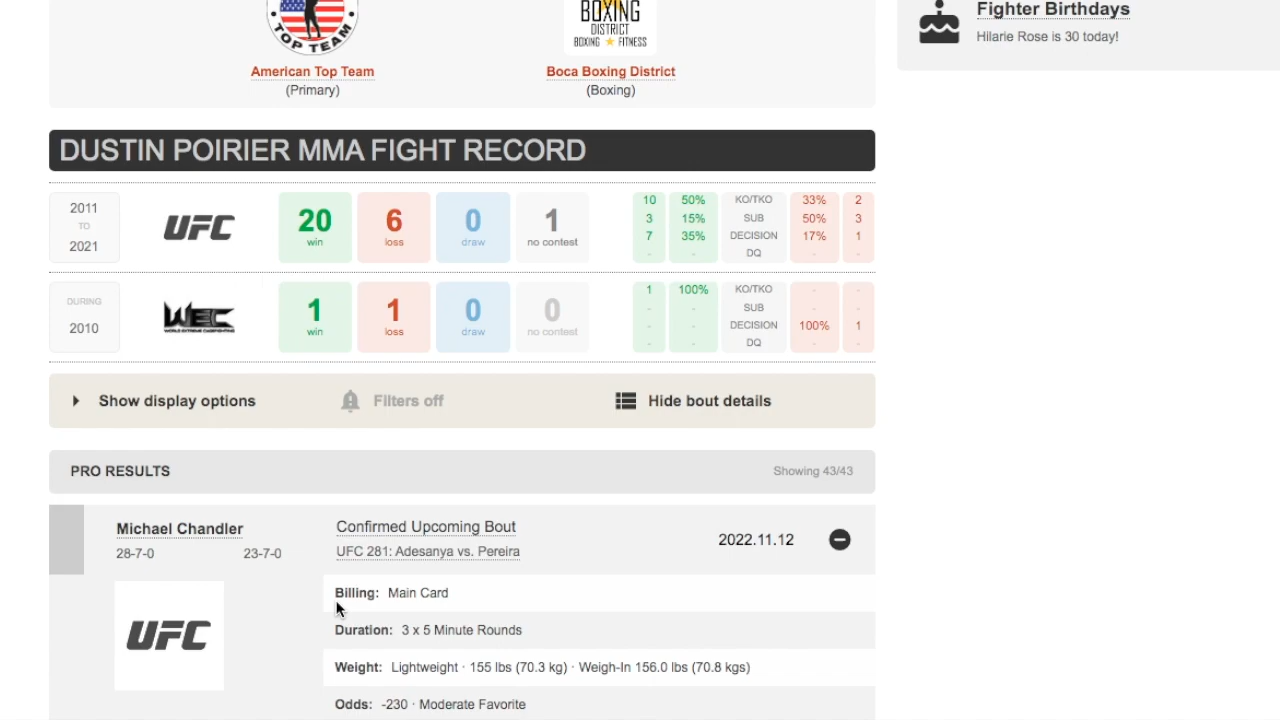 TOP TEAM
BOXING
DISTRICT
BOXING ★ FITNESS
American Top Team
(Primary)
Boca Boxing District
(Boxing)
Fighter Birthdays
Hilarie Rose is 30 today!
DUSTIN POIRIER MMA FIGHT RECORD
2011
TO
2021
UFC
20
win
6
loss
0
draw
1
no contest
10 50% KO/TKO 33% 2
3 15% SUB 50% 3
7 35% DECISION 17% 1
- - DQ - -
DURING
2010
WEC
WORLD EXTREME CAGEFIGHTING
1
win
1
loss
0
draw
0
no contest
1 100% KO/TKO - -
- - SUB - -
- - DECISION 100% 1
- - DQ - -
Show display options
Filters off
Hide bout details
PRO RESULTS
Showing 43/43
Michael Chandler
28-7-0 23-7-0
Confirmed Upcoming Bout
UFC 281: Adesanya vs. Pereira
2022.11.12
UFC
Billing: Main Card
Duration: 3 x 5 Minute Rounds
Weight: Lightweight · 155 lbs (70.3 kg) · Weigh-In 156.0 lbs (70.8 kgs)
Odds: -230 · Moderate Favorite